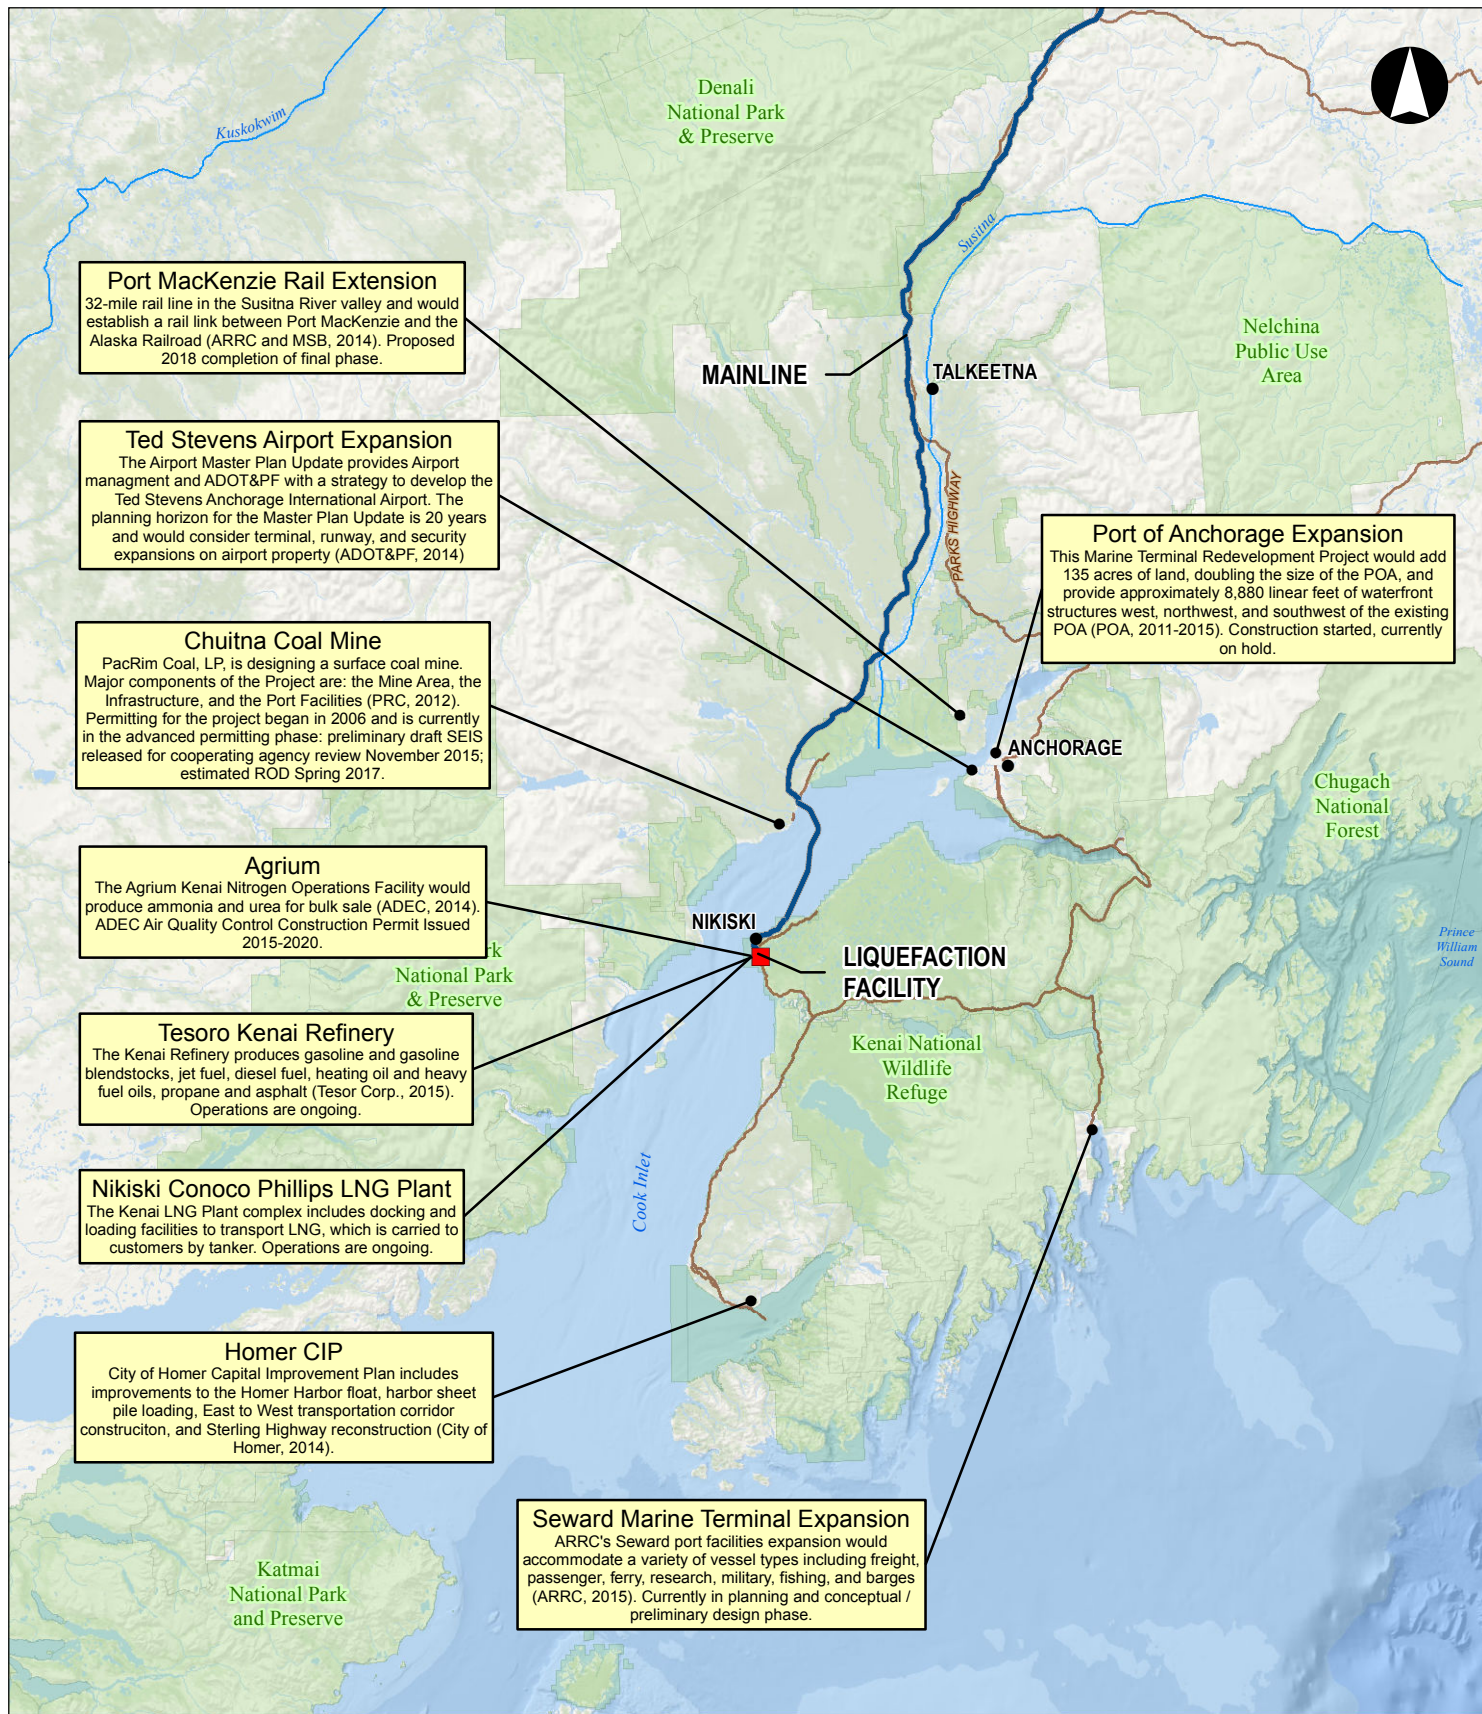 Denali
National Park
& Preserve
Kuskokwim
Susitna
Port MacKenzie Rail Extension
32-mile rail line in the Susitna River valley and would
establish a rail link between Port MacKenzie and the
Alaska Railroad (ARRC and MSB, 2014). Proposed
2018 completion of final phase.
Nelchina
Public Use
Area
MAINLINE
TALKEETNA
Ted Stevens Airport Expansion
The Airport Master Plan Update provides Airport
managment and ADOT&PF with a strategy to develop the
Ted Stevens Anchorage International Airport. The
planning horizon for the Master Plan Update is 20 years
and would consider terminal, runway, and security
expansions on airport property (ADOT&PF, 2014)
PARKS HIGHWAY
Port of Anchorage Expansion
This Marine Terminal Redevelopment Project would add
135 acres of land, doubling the size of the POA, and
provide approximately 8,880 linear feet of waterfront
structures west, northwest, and southwest of the existing
POA (POA, 2011-2015). Construction started, currently
on hold.
Chuitna Coal Mine
PacRim Coal, LP, is designing a surface coal mine.
Major components of the Project are: the Mine Area, the
Infrastructure, and the Port Facilities (PRC, 2012).
Permitting for the project began in 2006 and is currently
in the advanced permitting phase: preliminary draft SEIS
released for cooperating agency review November 2015;
estimated ROD Spring 2017.
ANCHORAGE
Chugach
National
Forest
Agrium
The Agrium Kenai Nitrogen Operations Facility would
produce ammonia and urea for bulk sale (ADEC, 2014).
ADEC Air Quality Control Construction Permit Issued
2015-2020.
NIKISKI
LIQUEFACTION
FACILITY
Prince
William
Sound
rk
National Park
& Preserve
Tesoro Kenai Refinery
The Kenai Refinery produces gasoline and gasoline
blendstocks, jet fuel, diesel fuel, heating oil and heavy
fuel oils, propane and asphalt (Tesor Corp., 2015).
Operations are ongoing.
Kenai National
Wildlife
Refuge
Cook Inlet
Nikiski Conoco Phillips LNG Plant
The Kenai LNG Plant complex includes docking and
loading facilities to transport LNG, which is carried to
customers by tanker. Operations are ongoing.
Homer CIP
City of Homer Capital Improvement Plan includes
improvements to the Homer Harbor float, harbor sheet
pile loading, East to West transportation corridor
construciton, and Sterling Highway reconstruction (City of
Homer, 2014).
Seward Marine Terminal Expansion
ARRC's Seward port facilities expansion would
accommodate a variety of vessel types including freight,
passenger, ferry, research, military, fishing, and barges
(ARRC, 2015). Currently in planning and conceptual /
preliminary design phase.
Katmai
National Park
and Preserve